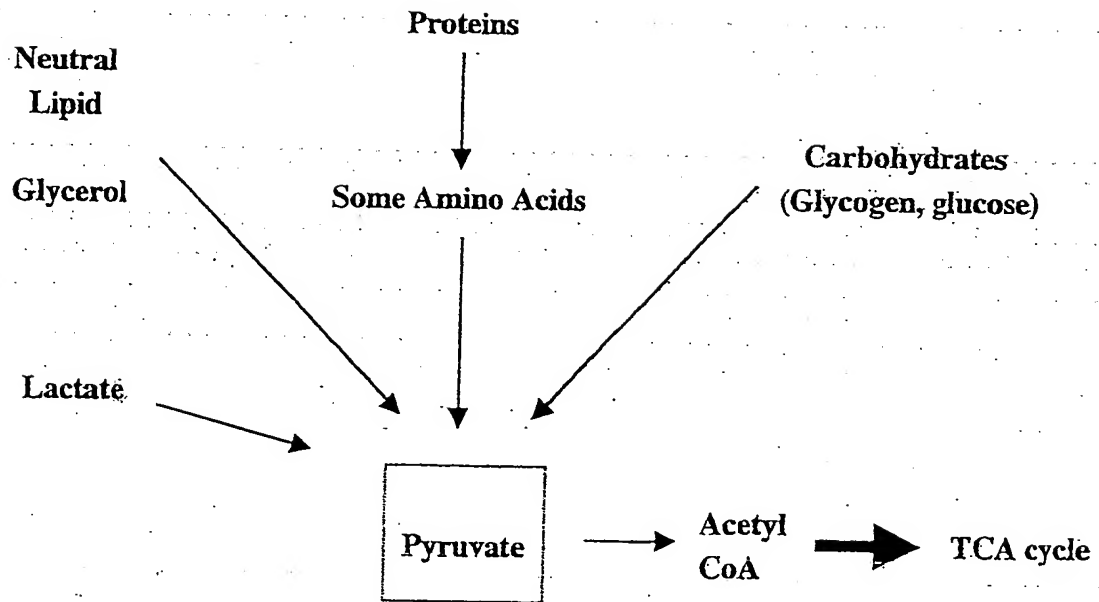 Proteins
Neutral
Lipid
Glycerol
Some Amino Acids
Carbohydrates
(Glycogen, glucose)
Lactate
Pyruvate
Acetyl
CoA
TCA cycle